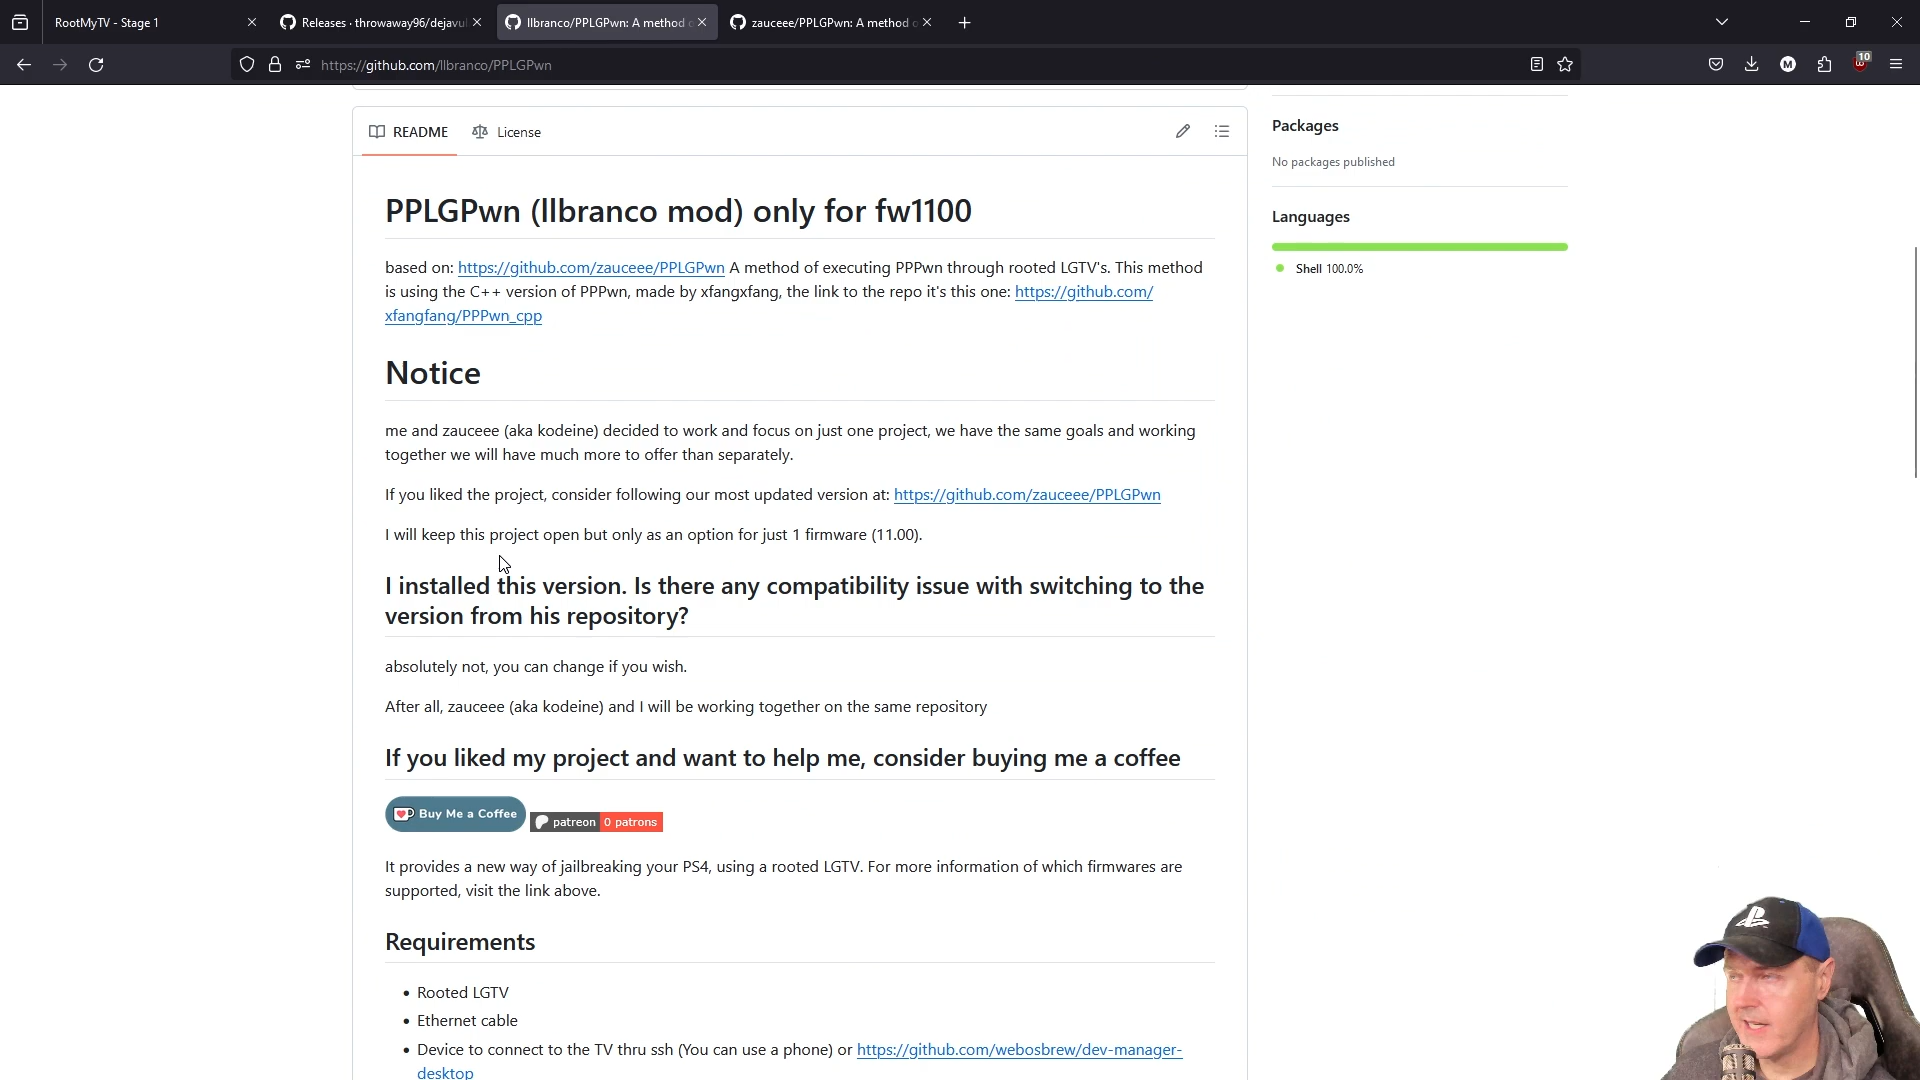 RootMyTV - Stage 1
Releases · throwaway96/dejavul
llbranco/PPLGPwn: A method o
zauceee/PPLGPwn: A method o
https://github.com/llbranco/PPLGPwn
M
10
README
License
PPLGPwn (llbranco mod) only for fw1100
based on: https://github.com/zauceee/PPLGPwn A method of executing PPPwn through rooted LGTV's. This method
is using the C++ version of PPPwn, made by xfangxfang, the link to the repo it's this one: https://github.com/
xfangfang/PPPwn_cpp
Notice
me and zauceee (aka kodeine) decided to work and focus on just one project, we have the same goals and working
together we will have much more to offer than separately.
If you liked the project, consider following our most updated version at: https://github.com/zauceee/PPLGPwn
I will keep this project open but only as an option for just 1 firmware (11.00).
I installed this version. Is there any compatibility issue with switching to the
version from his repository?
absolutely not, you can change if you wish.
After all, zauceee (aka kodeine) and I will be working together on the same repository
If you liked my project and want to help me, consider buying me a coffee
Buy Me a Coffee
patreon 0 patrons
It provides a new way of jailbreaking your PS4, using a rooted LGTV. For more information of which firmwares are
supported, visit the link above.
Requirements
• Rooted LGTV
• Ethernet cable
• Device to connect to the TV thru ssh (You can use a phone) or https://github.com/webosbrew/dev-manager-
desktop
Packages
No packages published
Languages
Shell 100.0%